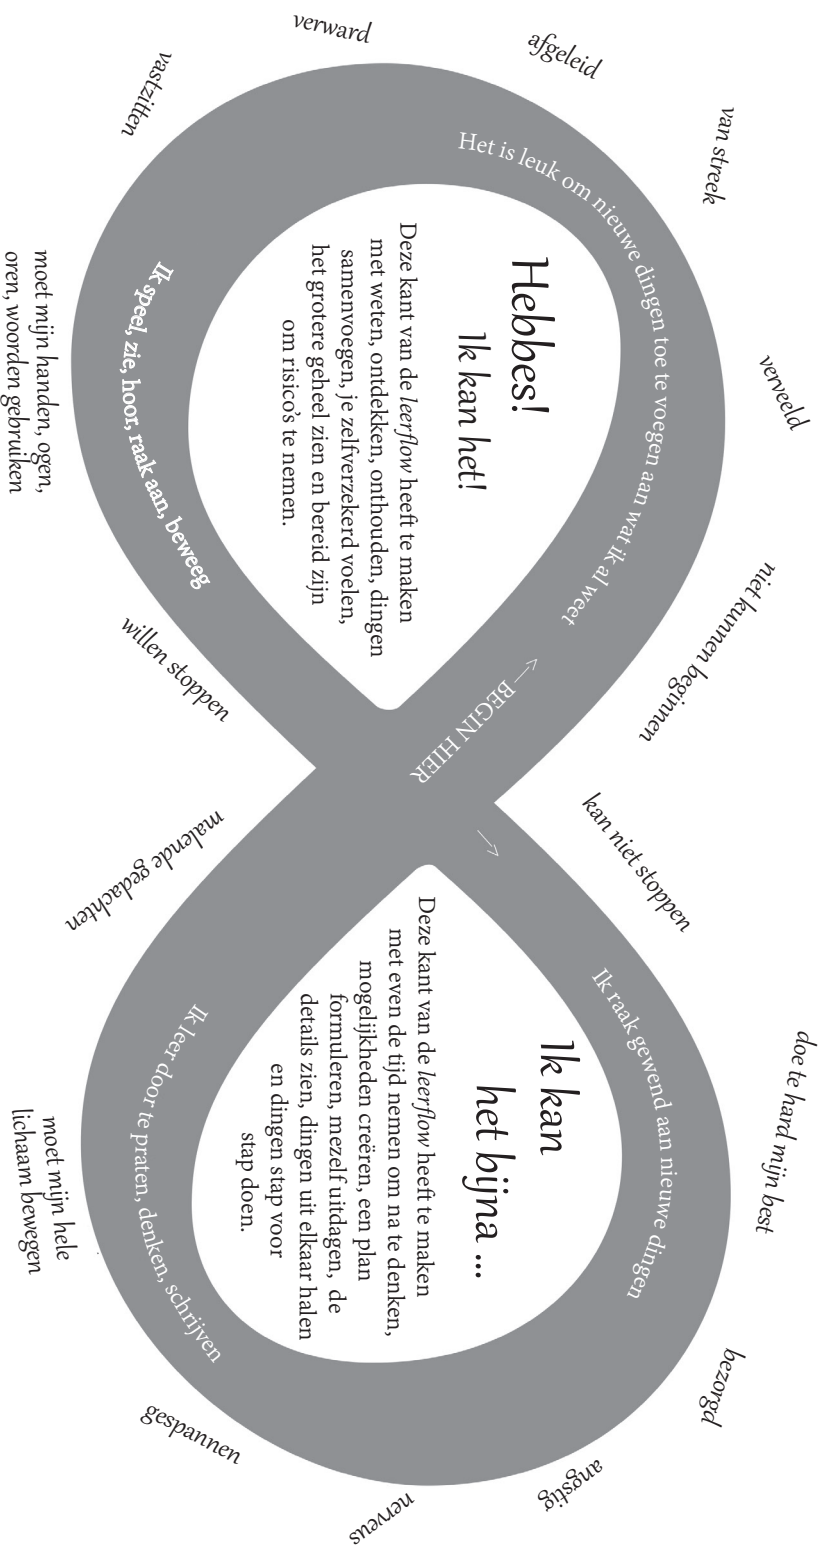 verward
afgeleid
van streek
verveeld
niet kunnen beginnen
vastzitten
moet mijn handen, ogen,
oren, woorden gebruiken
willen stoppen
Het is leuk om nieuwe dingen toe te voegen aan wat ik al weet
Hebbes!
Ik kan het!
Deze kant van de leerflow heeft te maken
met weten, ontdekken, onthouden, dingen
samenvoegen, je zelfverzekerd voelen,
het grotere geheel zien en bereid zijn
om risico's te nemen.
Ik speel, zie, hoor, raak aan, beweeg
← BEGIN HIER
→
kan niet stoppen
doe te hard mijn best
bezorgd
angstig
nerveus
gespannen
moet mijn hele
lichaam bewegen
malende gedachten
Ik raak gewend aan nieuwe dingen
Ik kan
het bijna ...
Deze kant van de leerflow heeft te maken
met even de tijd nemen om na te denken,
mogelijkheden creëren, een plan
formuleren, mezelf uitdagen, de
details zien, dingen uit elkaar halen
en dingen stap voor
stap doen.
Ik leer door te praten, denken, schrijven